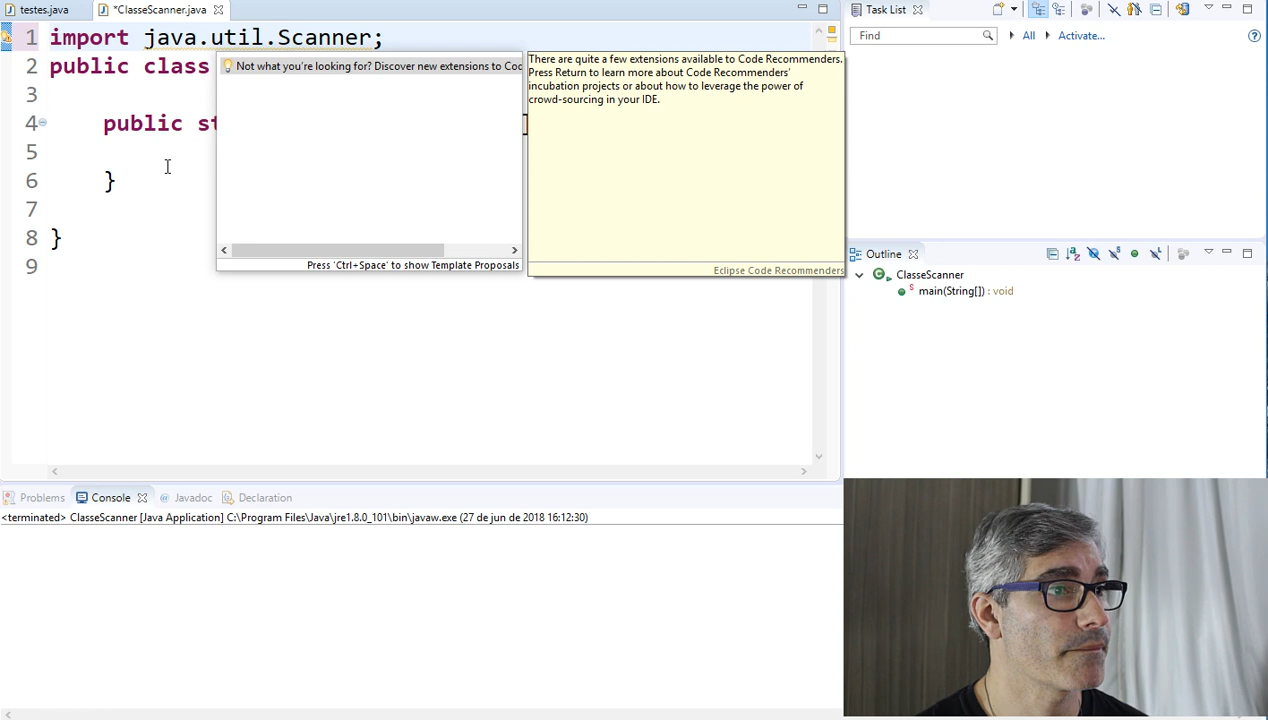 testes.java
*ClasseScanner.java
Task List
1 import java.util.Scanner;
2 public class
3
4 public st
5
6 }
7
8 }
9
Not what you're looking for? Discover new extensions to Coc
Press 'Ctrl+Space' to show Template Proposals
There are quite a few extensions available to Code Recommenders.
Press Return to learn more about Code Recommenders'
incubation projects or about how to leverage the power of
crowd-sourcing in your IDE.
Eclipse Code Recommenders
Find
All
Activate...
Outline
ClasseScanner
main(String[]) : void
Problems
Console
Javadoc
Declaration
<terminated> ClasseScanner [Java Application] C:\Program Files\Java\jre1.8.0_101\bin\javaw.exe (27 de jun de 2018 16:12:30)